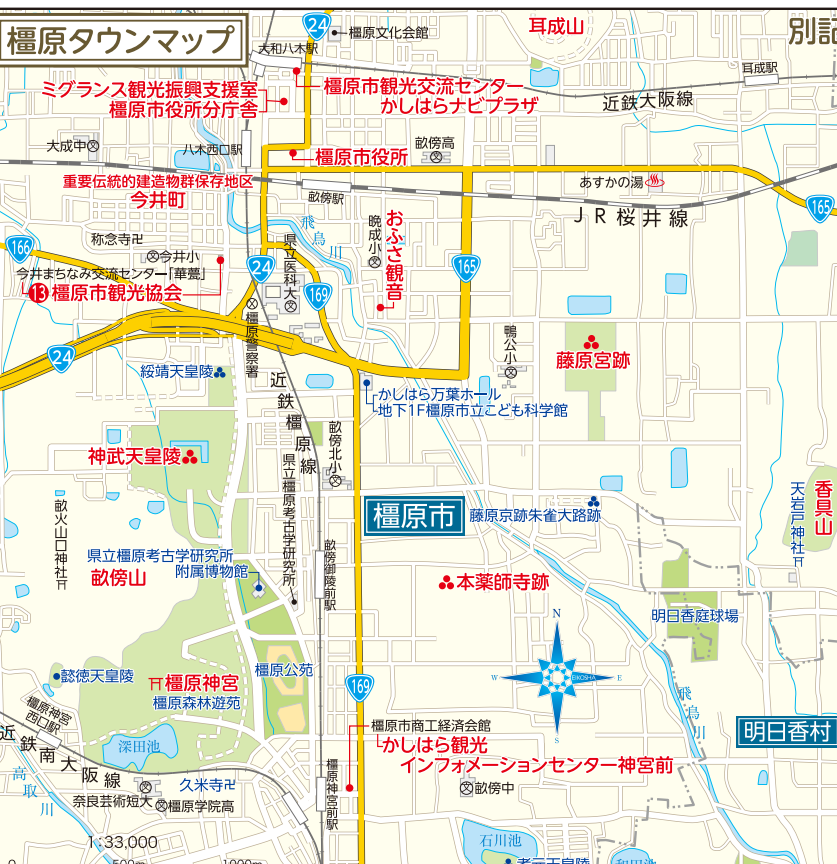 橿原タウンマップ
24
橿原文化会館
耳成山
大和八木駅
耳成駅
ミグランス観光振興支援室
橿原市役所分庁舎
橿原市観光交流センター
かしはらナビプラザ
近鉄大阪線
大成中
八木西口駅
橿原市役所
畝傍高
重要伝統的建造物群保存地区
今井町
畝傍駅
あすかの湯
165
JR桜井線
飛鳥川
晩成小
おふさ観音
称念寺
166
今井小
今井まちなみ交流センター「華甍」
13 橿原市観光協会
県立医科大
24
169
165
橿原警察署
鴨公小
藤原宮跡
24
綏靖天皇陵
近鉄橿原線
かしはら万葉ホール
地下1F橿原市立こども科学館
神武天皇陵
畝傍北小
県立橿原考古学研究所
橿原市
藤原京跡朱雀大路跡
天岩戸神社
香具山
畝火山口神社
県立橿原考古学研究所
附属博物館
畝傍山
畝傍御陵前駅
本薬師寺跡
明日香庭球場
N
W
E
S
EIKOSHA
懿徳天皇陵
橿原神宮
橿原森林遊苑
橿原公苑
169
飛鳥川
橿原神宮
西口駅
橿原市商工経済会館
かしはら観光
インフォメーションセンター神宮前
明日香村
近鉄南大阪線
深田池
高取川
久米寺
奈良芸術短大
橿原学院高
橿原神宮前駅
畝傍中
1:33,000
0
500m
1000m
石川池
孝元天皇陵
和田池